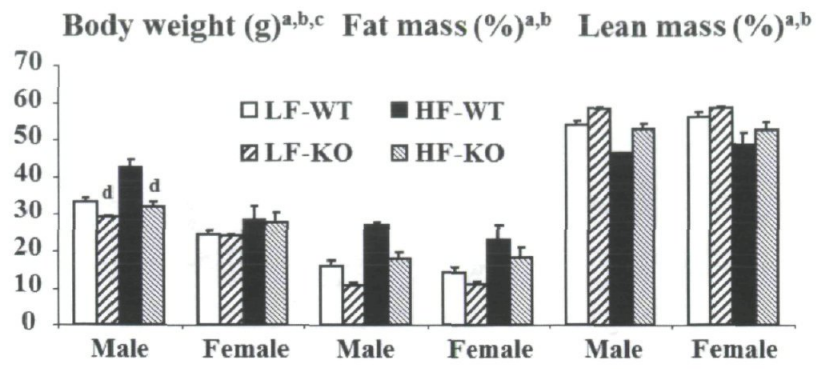 Body weight (g)a,b,c Fat mass (%)a,b Lean mass (%)a,b
70
60
50
40
30
20
10
0
LF-WT HF-WT
LF-KO HF-KO
d d
Male Female Male Female Male Female